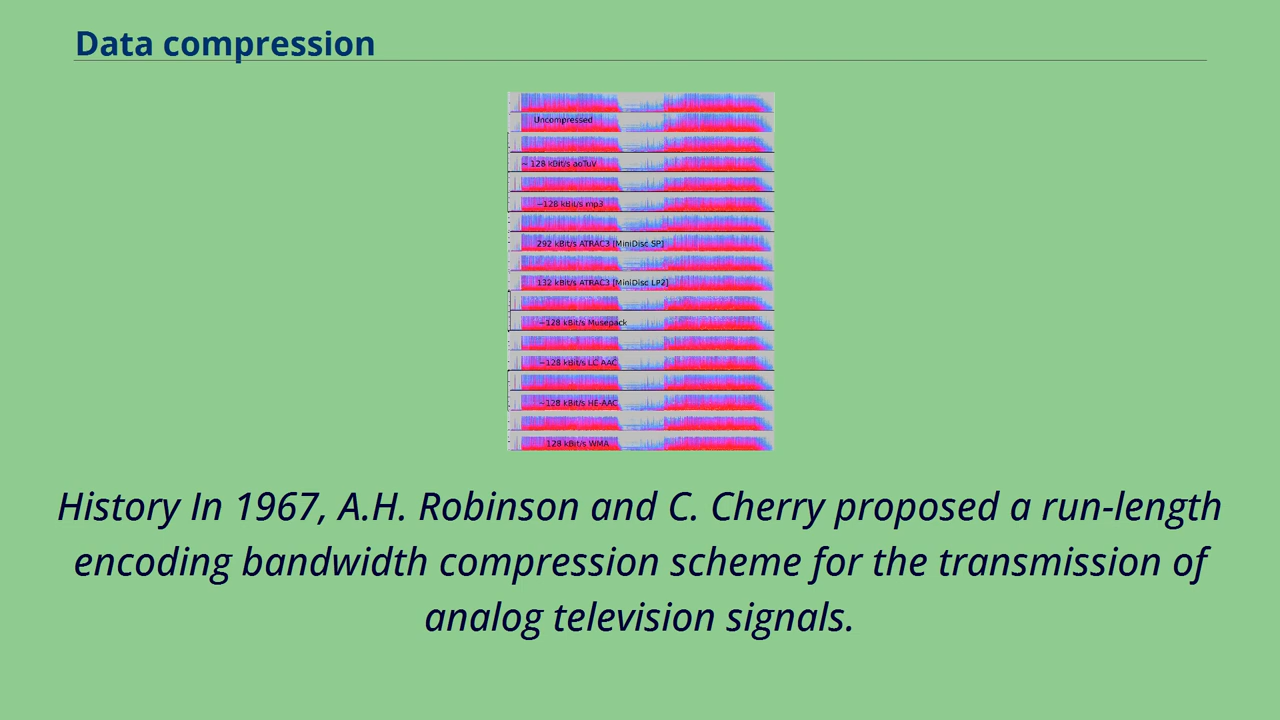 Data compression
Uncompressed
~ 128 kBit/s aoTuV
~128 kBit/s mp3
292 kBit/s ATRAC3 [MiniDisc SP]
132 kBit/s ATRAC3 [MiniDisc LP2]
~128 kBit/s Musepack
~128 kBit/s LC AAC
~128 kBit/s HE-AAC
128 kBit/s WMA
History In 1967, A.H. Robinson and C. Cherry proposed a run-length
encoding bandwidth compression scheme for the transmission of
analog television signals.